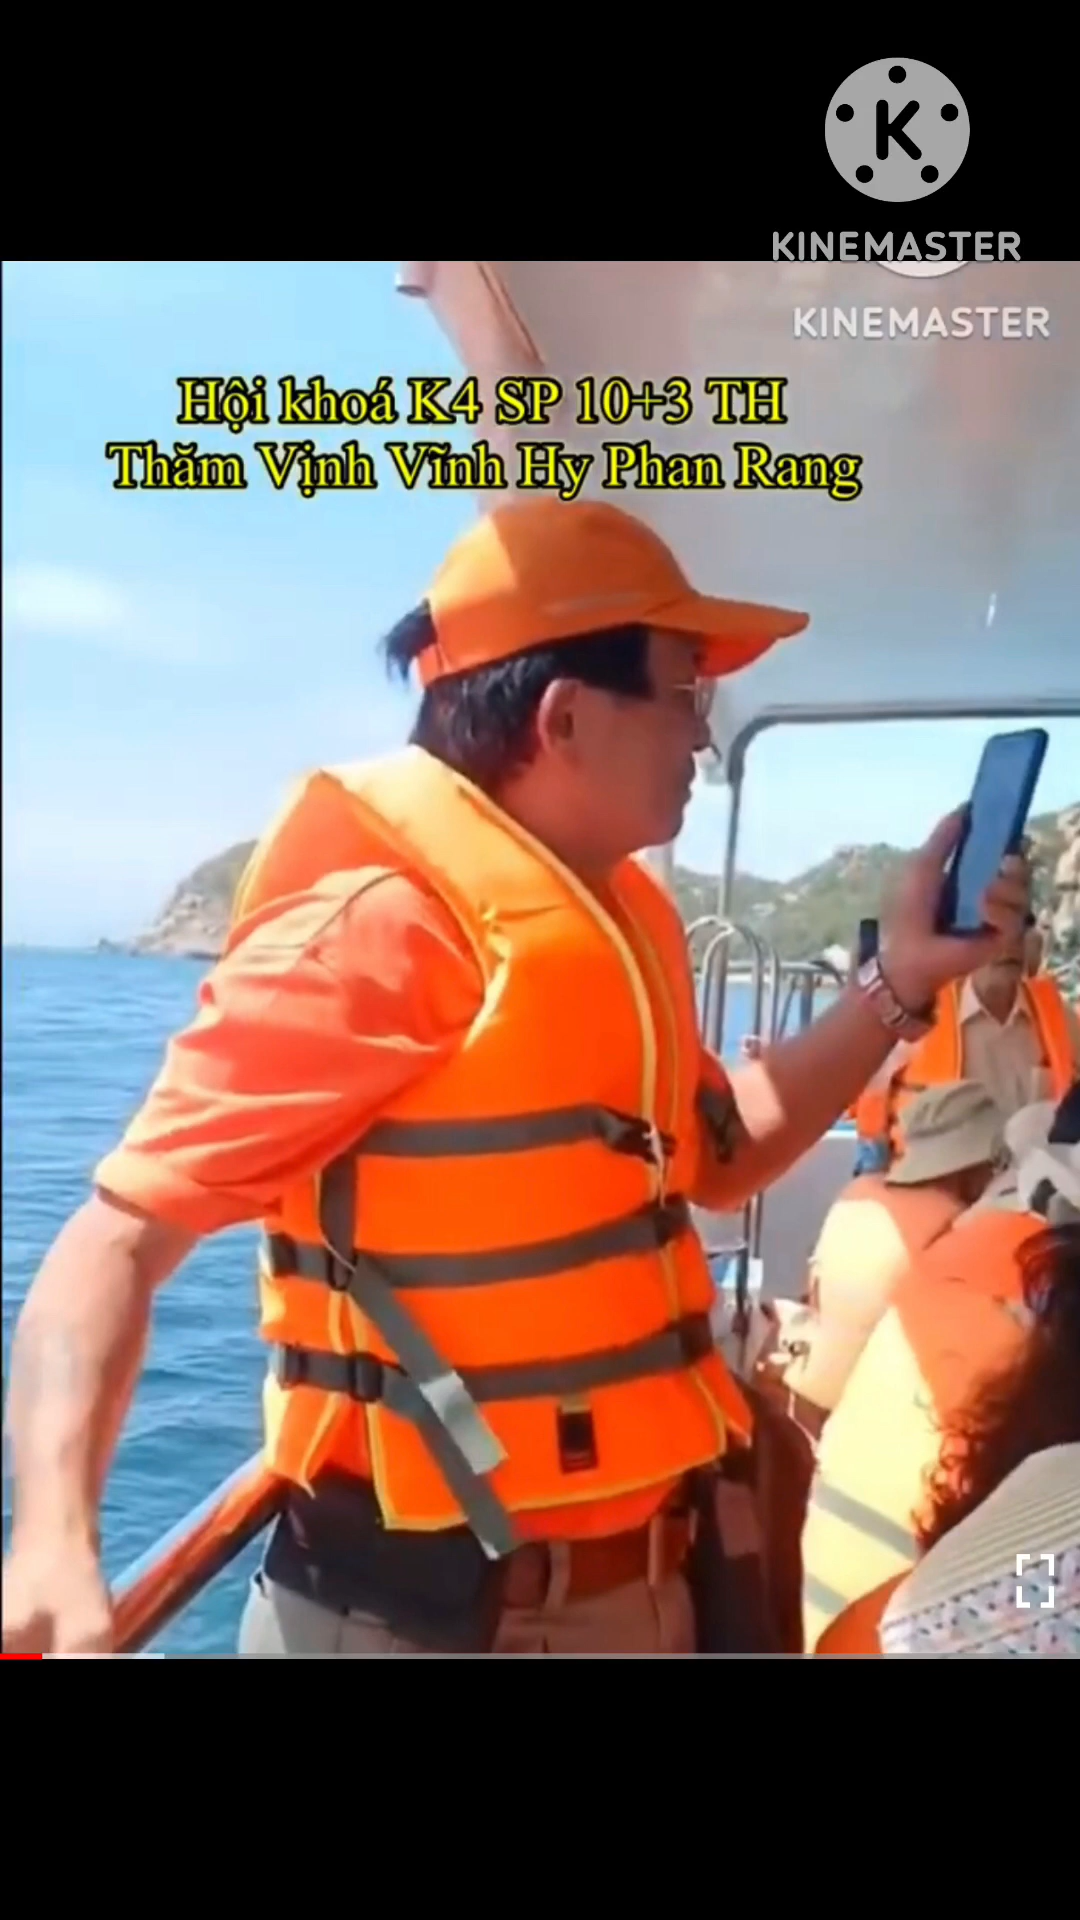 K
KINEMASTER
KINEMASTER
Hội khoá K4 SP 10+3 TH
Thăm Vịnh Vĩnh Hy Phan Rang